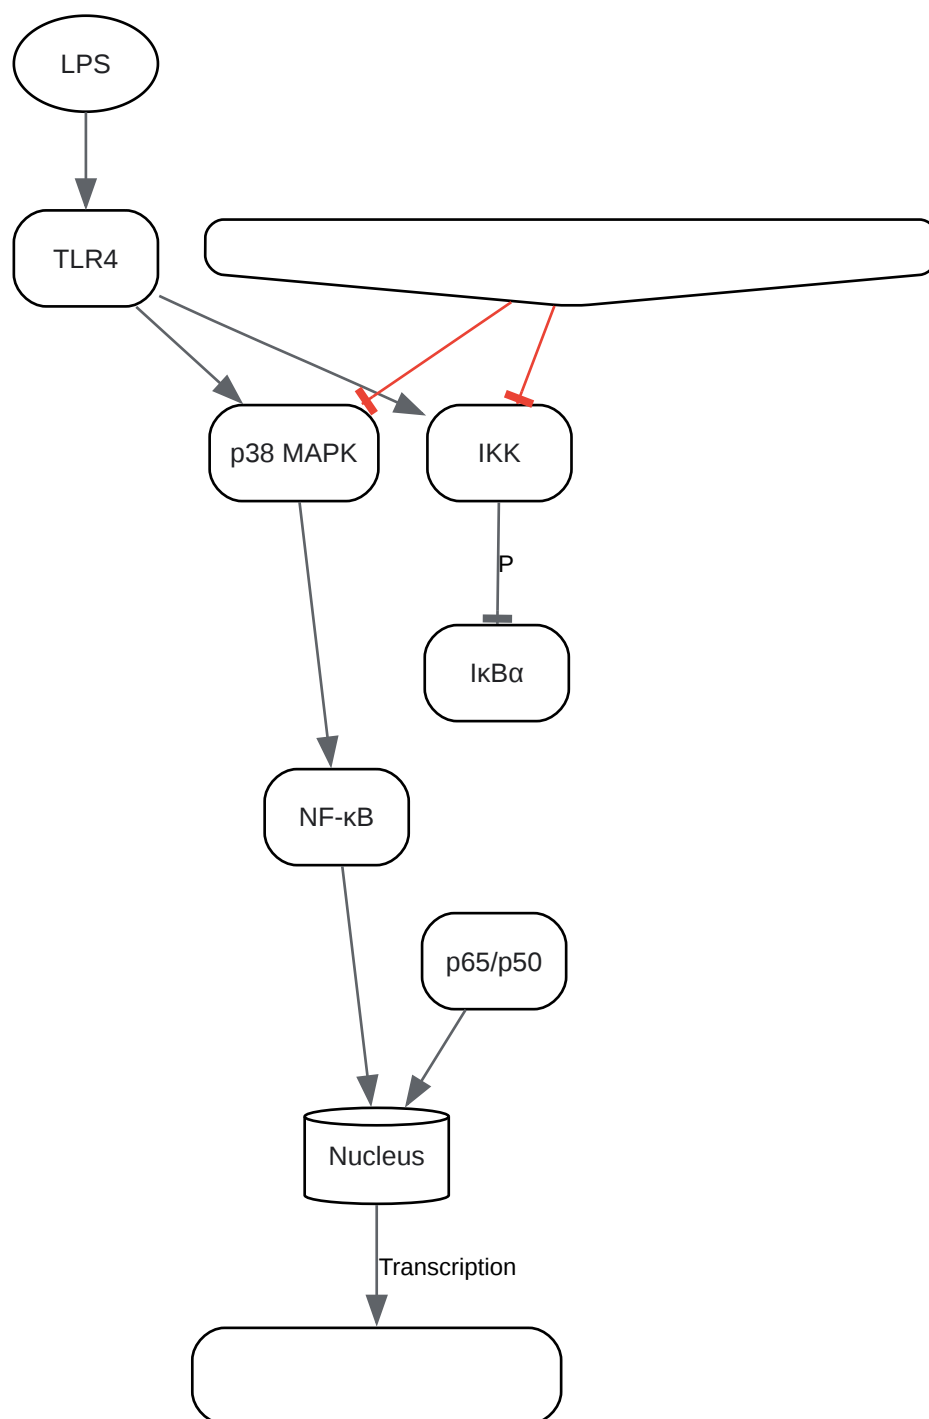 LPS
TLR4
p38 MAPK
IKK
P
IκBα
NF-κB
p65/p50
Nucleus
Transcription